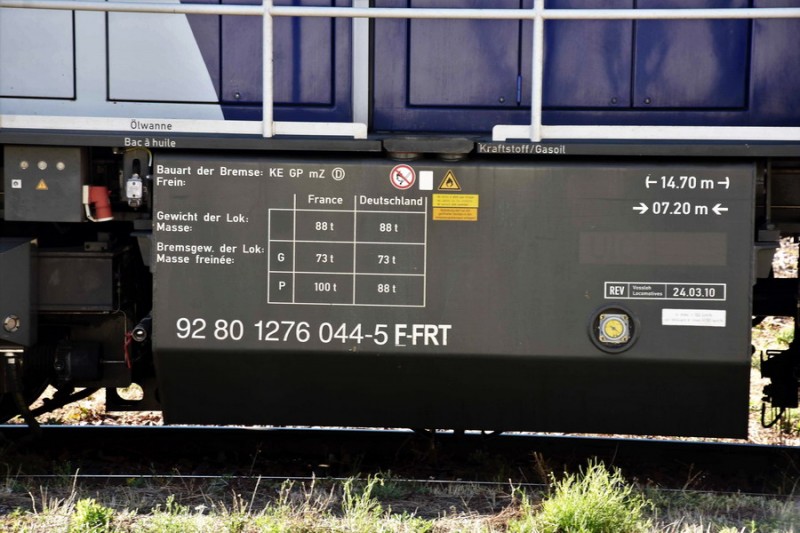 Ölwanne
Bac à huile
Kraftstoff/Gasoil
Bauart der Bremse: KE GP mZ D
Frein:
14.70 m
07.20 m
France Deutschland
Gewicht der Lok: 88 t 88 t
Masse:
Bremsgew. der Lok:
Masse freinée: G 73 t 73 t
P 100 t 88 t
REV Vossloh Locomotives 24.03.10
92 80 1276 044-5 F-FRT